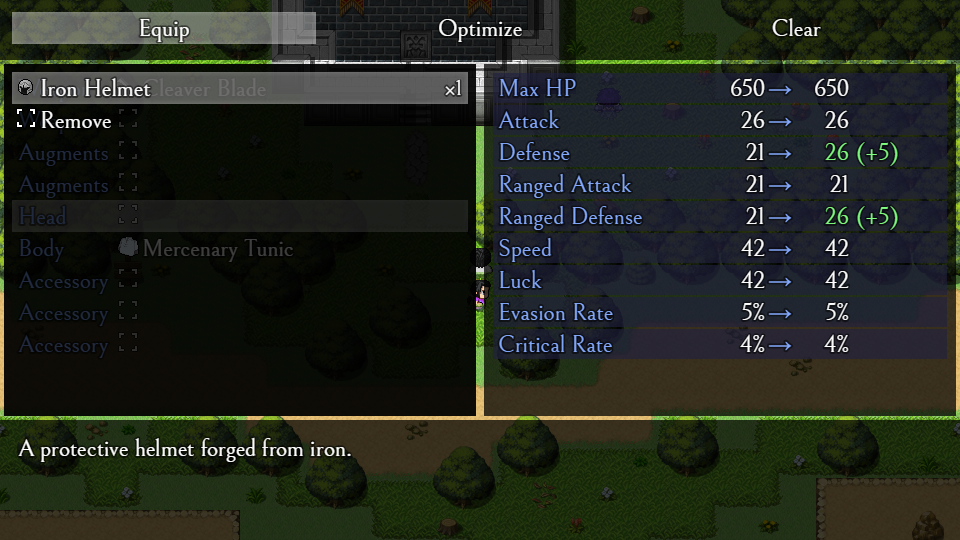 Equip Optimize Clear
Iron Helmet Cleaver Blade ×1
Remove
Augments
Augments
Head
Body Mercenary Tunic
Accessory
Accessory
Accessory
Max HP 650 → 650
Attack 26 → 26
Defense 21 → 26 (+5)
Ranged Attack 21 → 21
Ranged Defense 21 → 26 (+5)
Speed 42 → 42
Luck 42 → 42
Evasion Rate 5% → 5%
Critical Rate 4% → 4%
A protective helmet forged from iron.